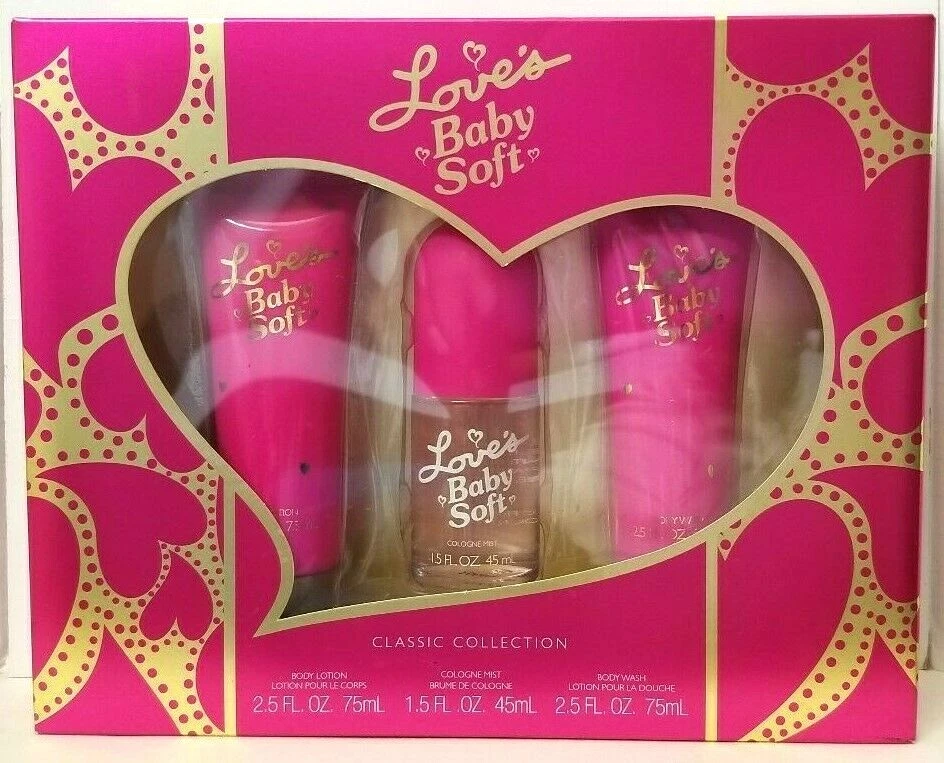 Love's
Baby
Soft
Love's
Baby
Soft
Love's
Baby
Soft
COLOGNE MIST
1.5 FL. OZ. 45 mL
Love's
Baby
Soft
CLASSIC COLLECTION
BODY LOTION
LOTION POUR LE CORPS
2.5 FL. OZ. 75mL
COLOGNE MIST
BRUME DE COLOGNE
1.5 FL .OZ. 45mL
BODY WASH
LOTION POUR LA DOUCHE
2.5 FL. OZ. 75mL